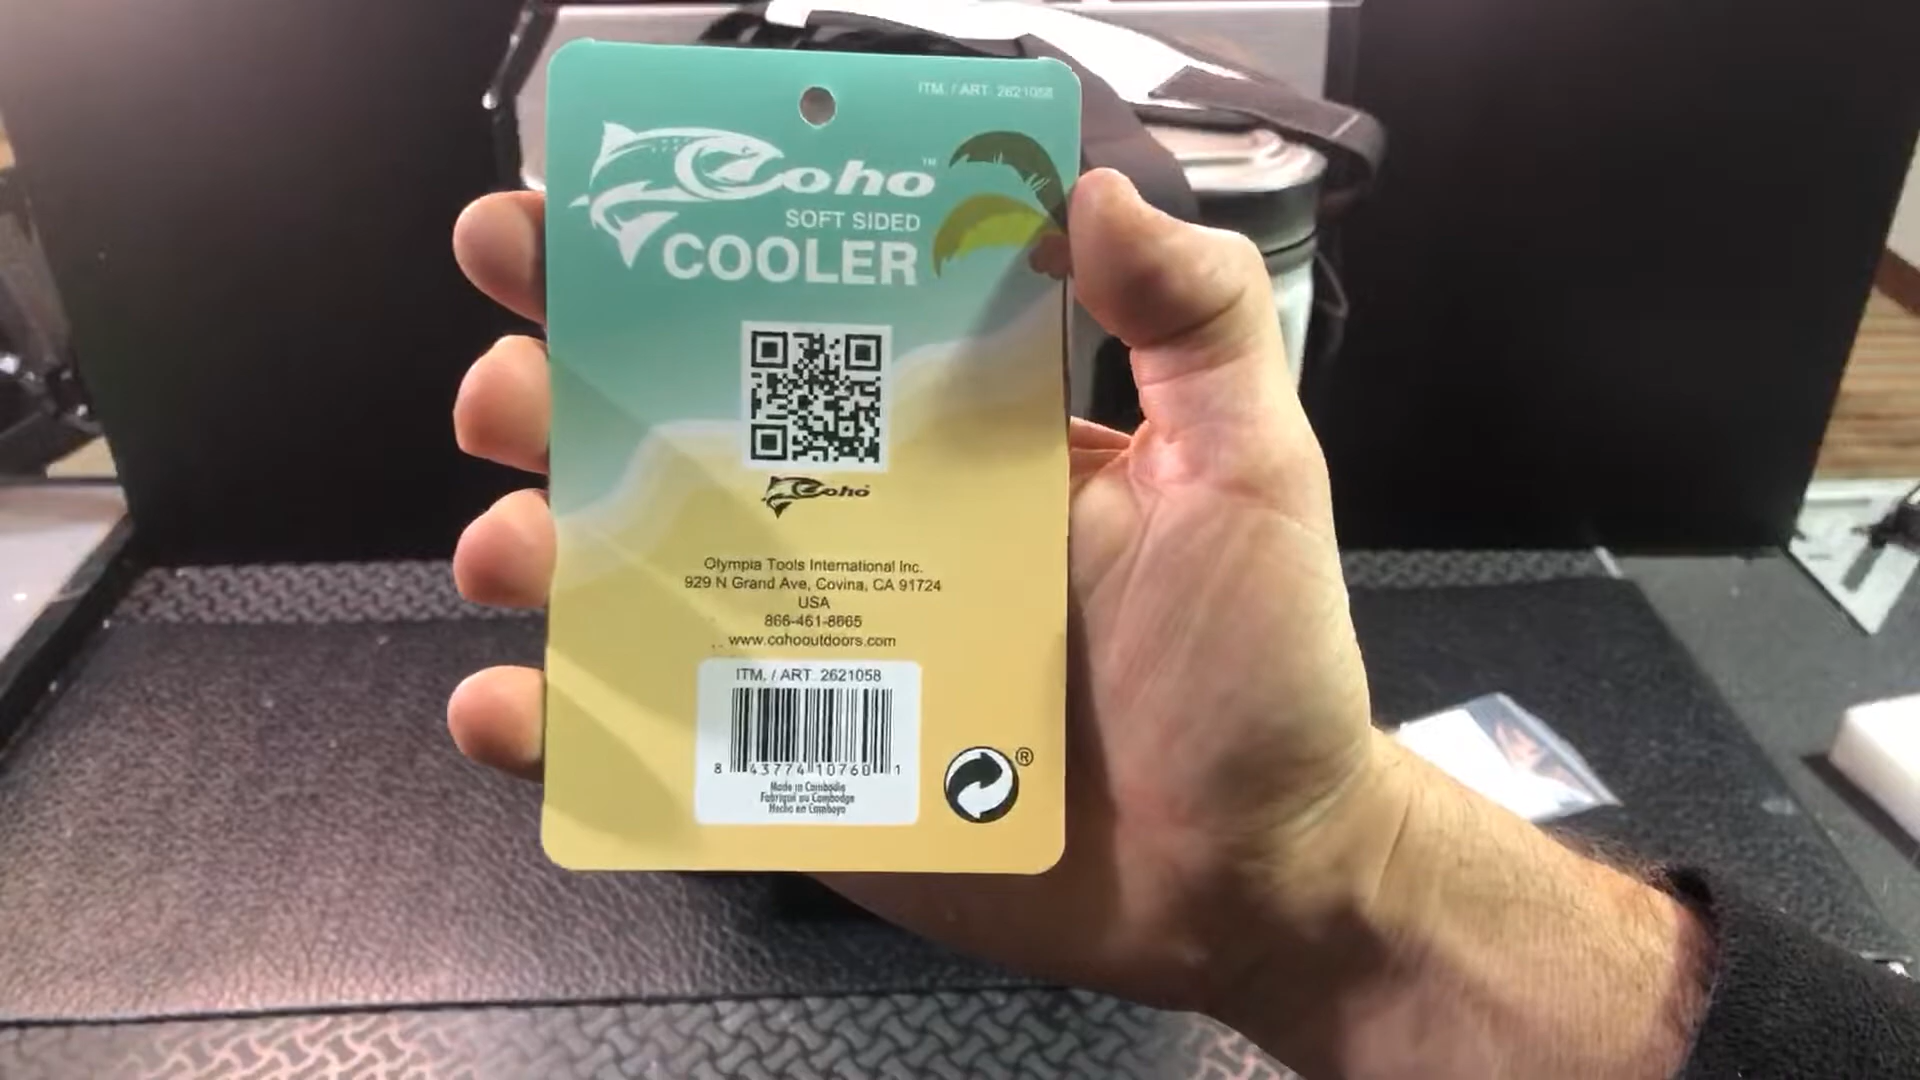 ITM. / ART. 2621058
Coho™
SOFT SIDED
COOLER
Coho
Olympia Tools International Inc.
929 N Grand Ave, Covina, CA 91724
USA
866-461-8665
www.cohooutdoors.com
ITM. / ART. 2621058
8 43774 10760 1
Made in Cambodia
Fabriqué au Cambodge
Hecho en Camboya
®